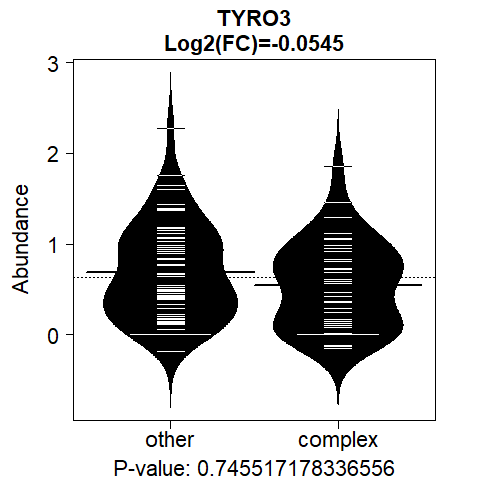 TYRO3
Log2(FC)=-0.0545
3
2
1
0
Abundance
other complex
P-value: 0.745517178336556